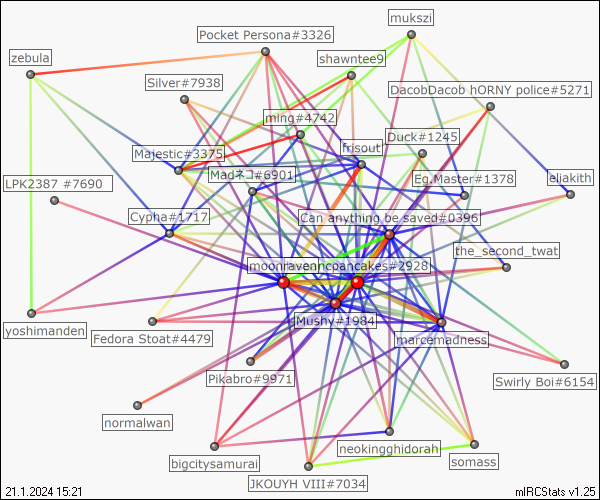 mukszi
Pocket Persona#3326
zebula
shawntee9
Silver#7938
DacobDacob hORNY police#5271
ming#4742
Duck#1245
frisout
Majestic#3375
Madネコ#6901
Eg.Master#1378
eljakith
LPK2387 #7690
Cypha#1717
Can anything be saved#0396
the_second_twat
moonravenhcpancakes#2928
yoshimanden
Mushy#1984
Fedora Stoat#4479
marcemadness
Pikabro#9971
Swirly Boi#6154
normalwan
neokingghidorah
bigcitysamurai
somass
JKOUYH VIII#7034
21.1.2024 15:21
mIRCStats v1.25